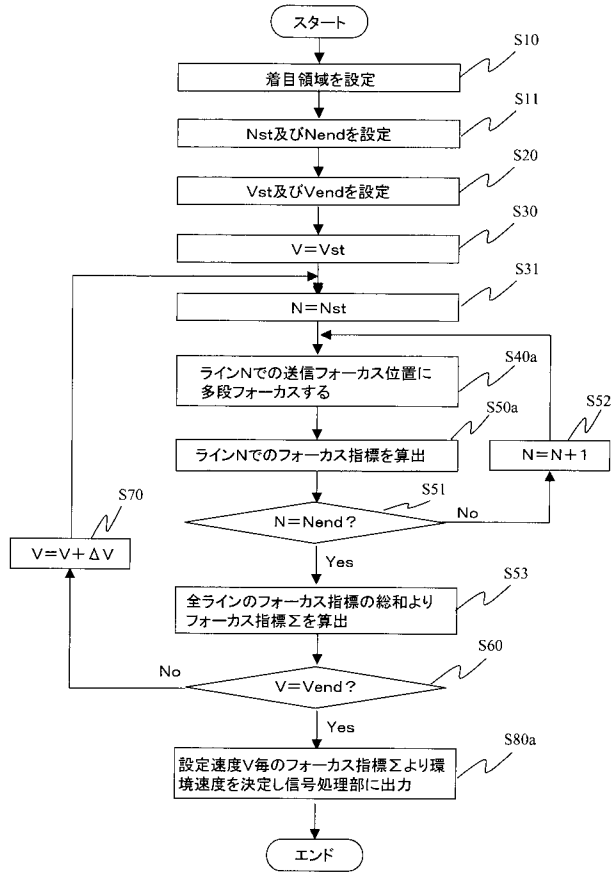 スタート
S10
着目領域を設定
S11
Nst及びNendを設定
S20
Vst及びVendを設定
S30
V=Vst
S31
N=Nst
S40a
ラインNでの送信フォーカス位置に
多段フォーカスする
S50a
ラインNでのフォーカス指標を算出
S52
N=N+1
S51
N=Nend?
No
Yes
S70
V=V+ΔV
S53
全ラインのフォーカス指標の総和より
フォーカス指標Σを算出
S60
V=Vend?
No
Yes
S80a
設定速度V毎のフォーカス指標Σより環
境速度を決定し信号処理部に出力
エンド